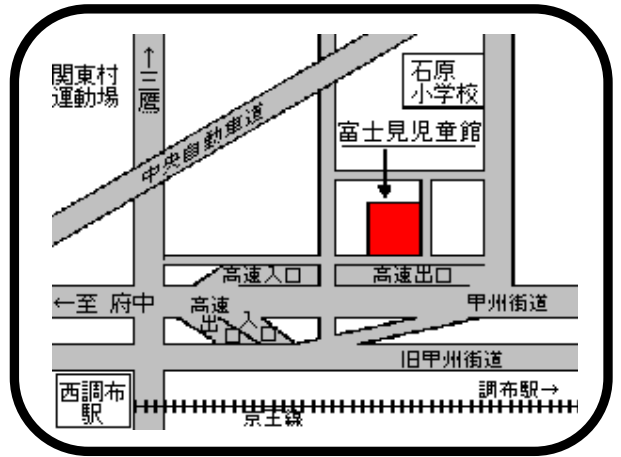 関東村
運動場
↑三鷹
石原
小学校
富士見児童館
中央自動車道
高速入口
高速出口
←至 府中
高速
出口
入口
甲州街道
旧甲州街道
西調布
駅
調布駅→
京王線